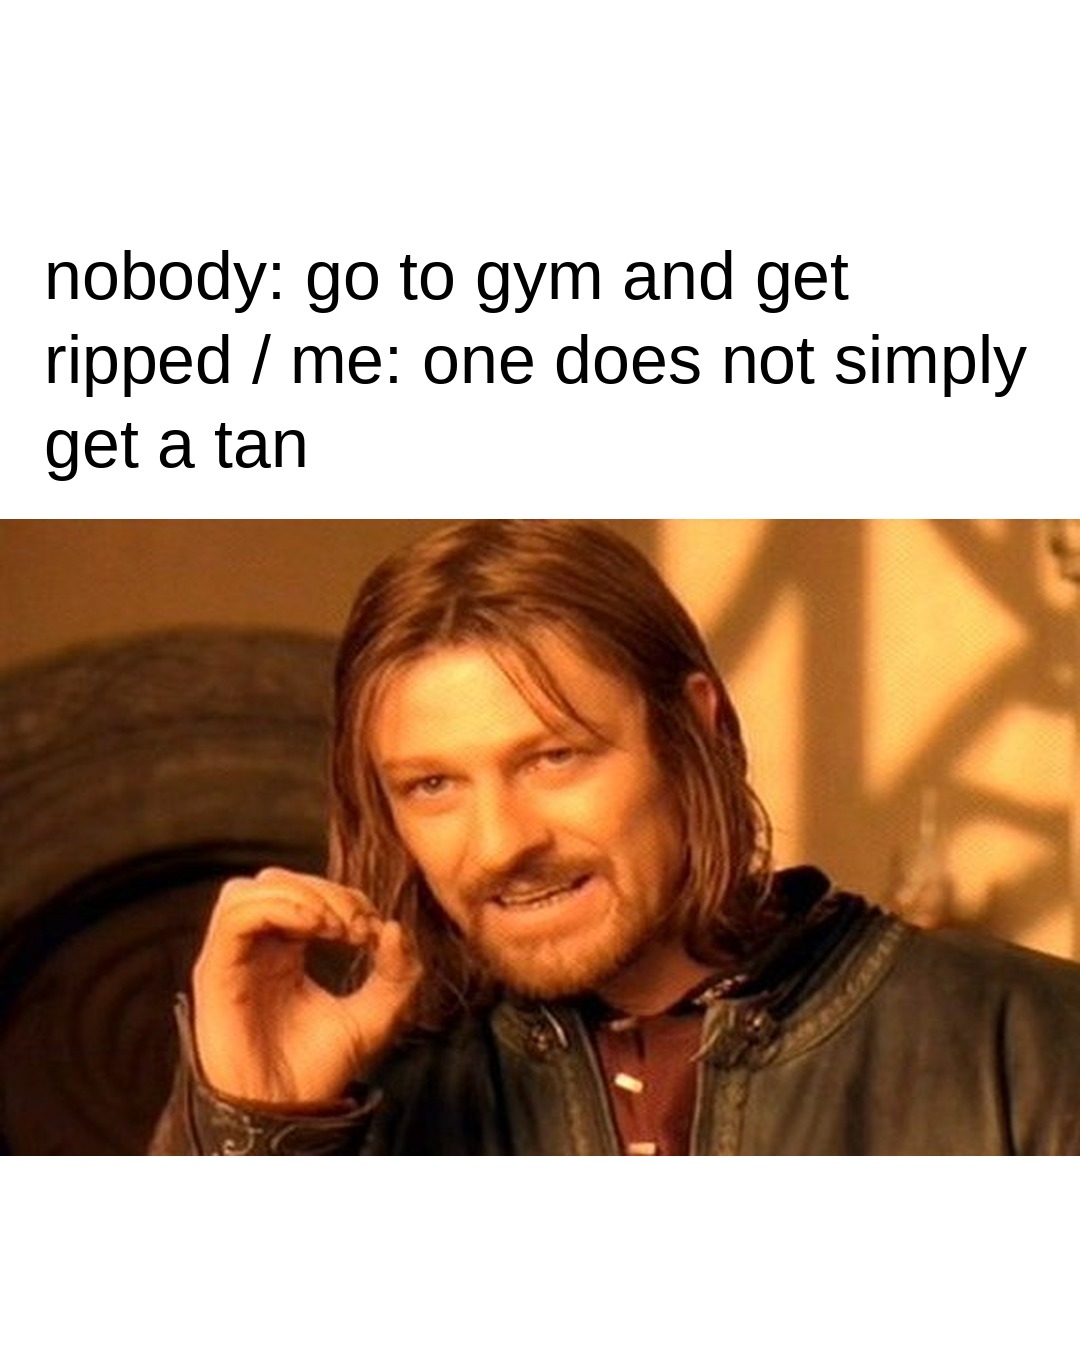 nobody: go to gym and get
ripped / me: one does not simply
get a tan